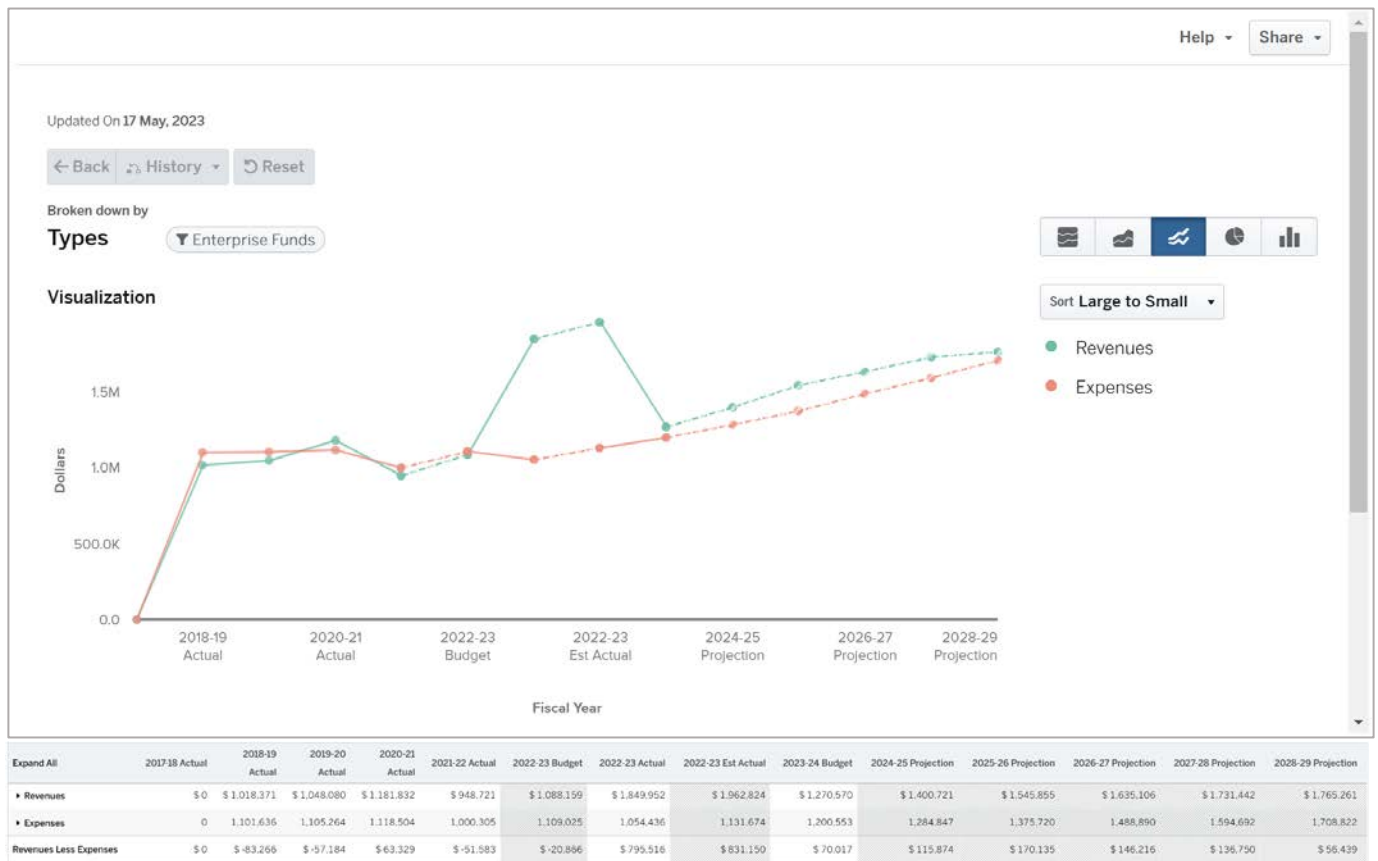 Help Share
Updated On 17 May, 2023
Back History Reset
Broken down by
Types Enterprise Funds
Visualization
Sort Large to Small
Revenues
Expenses
1.5M
1.0M
500.0K
0.0
Dollars
2018-19 2020-21 2022-23 2022-23 2024-25 2026-27 2028-29
Actual Actual Budget Est Actual Projection Projection Projection
Fiscal Year
Expand All 2017-18 Actual 2018-19 Actual 2019-20 Actual 2020-21 Actual 2021-22 Actual 2022-23 Budget 2022-23 Actual 2022-23 Est Actual 2023-24 Budget 2024-25 Projection 2025-26 Projection 2026-27 Projection 2027-28 Projection 2028-29 Projection
Revenues $ 0 $ 1,018,371 $ 1,048,080 $ 1,181,832 $ 948,721 $ 1,088,159 $ 1,849,952 $ 1,962,824 $ 1,270,570 $ 1,400,721 $ 1,545,855 $ 1,635,106 $ 1,731,442 $ 1,765,261
Expenses 0 1,101,636 1,105,264 1,118,504 1,000,305 1,109,025 1,054,436 1,131,674 1,200,553 1,284,847 1,375,720 1,488,890 1,594,692 1,708,822
Revenues Less Expenses $ 0 $ -83,266 $ -57,184 $ 63,329 $ -51,583 $ -20,866 $ 795,516 $ 831,150 $ 70,017 $ 115,874 $ 170,135 $ 146,216 $ 136,750 $ 56,439